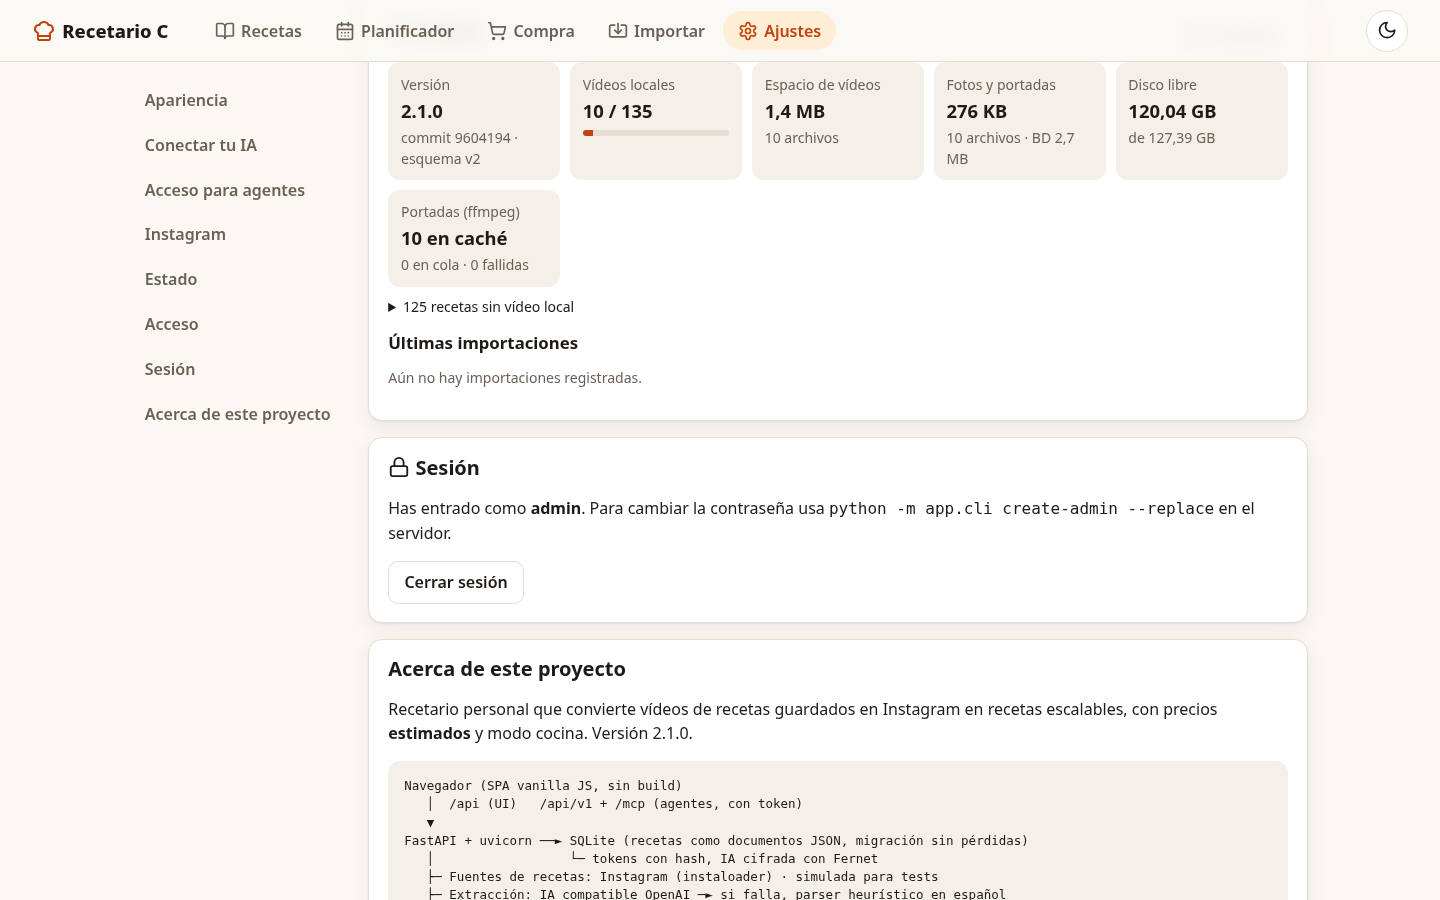 Recetario C
Recetas
Planificador
Compra
Importar
Ajustes
Apariencia
Conectar tu IA
Acceso para agentes
Instagram
Estado
Acceso
Sesión
Acerca de este proyecto
Versión
2.1.0
commit 9604194 ·
esquema v2
Vídeos locales
10 / 135
Espacio de vídeos
1,4 MB
10 archivos
Fotos y portadas
276 KB
10 archivos · BD 2,7
MB
Disco libre
120,04 GB
de 127,39 GB
Portadas (ffmpeg)
10 en caché
0 en cola · 0 fallidas
▶ 125 recetas sin vídeo local
Últimas importaciones
Aún no hay importaciones registradas.
Sesión
Has entrado como admin. Para cambiar la contraseña usa python -m app.cli create-admin --replace en el
servidor.
Cerrar sesión
Acerca de este proyecto
Recetario personal que convierte vídeos de recetas guardados en Instagram en recetas escalables, con precios
estimados y modo cocina. Versión 2.1.0.
Navegador (SPA vanilla JS, sin build)
│  /api (UI)   /api/v1 + /mcp (agentes, con token)
▼
FastAPI + uvicorn ──► SQLite (recetas como documentos JSON, migración sin pérdidas)
│                  └─ tokens con hash, IA cifrada con Fernet
├─ Fuentes de recetas: Instagram (instaloader) · simulada para tests
├─ Extracción: IA compatible OpenAI ─► si falla, parser heurístico en español